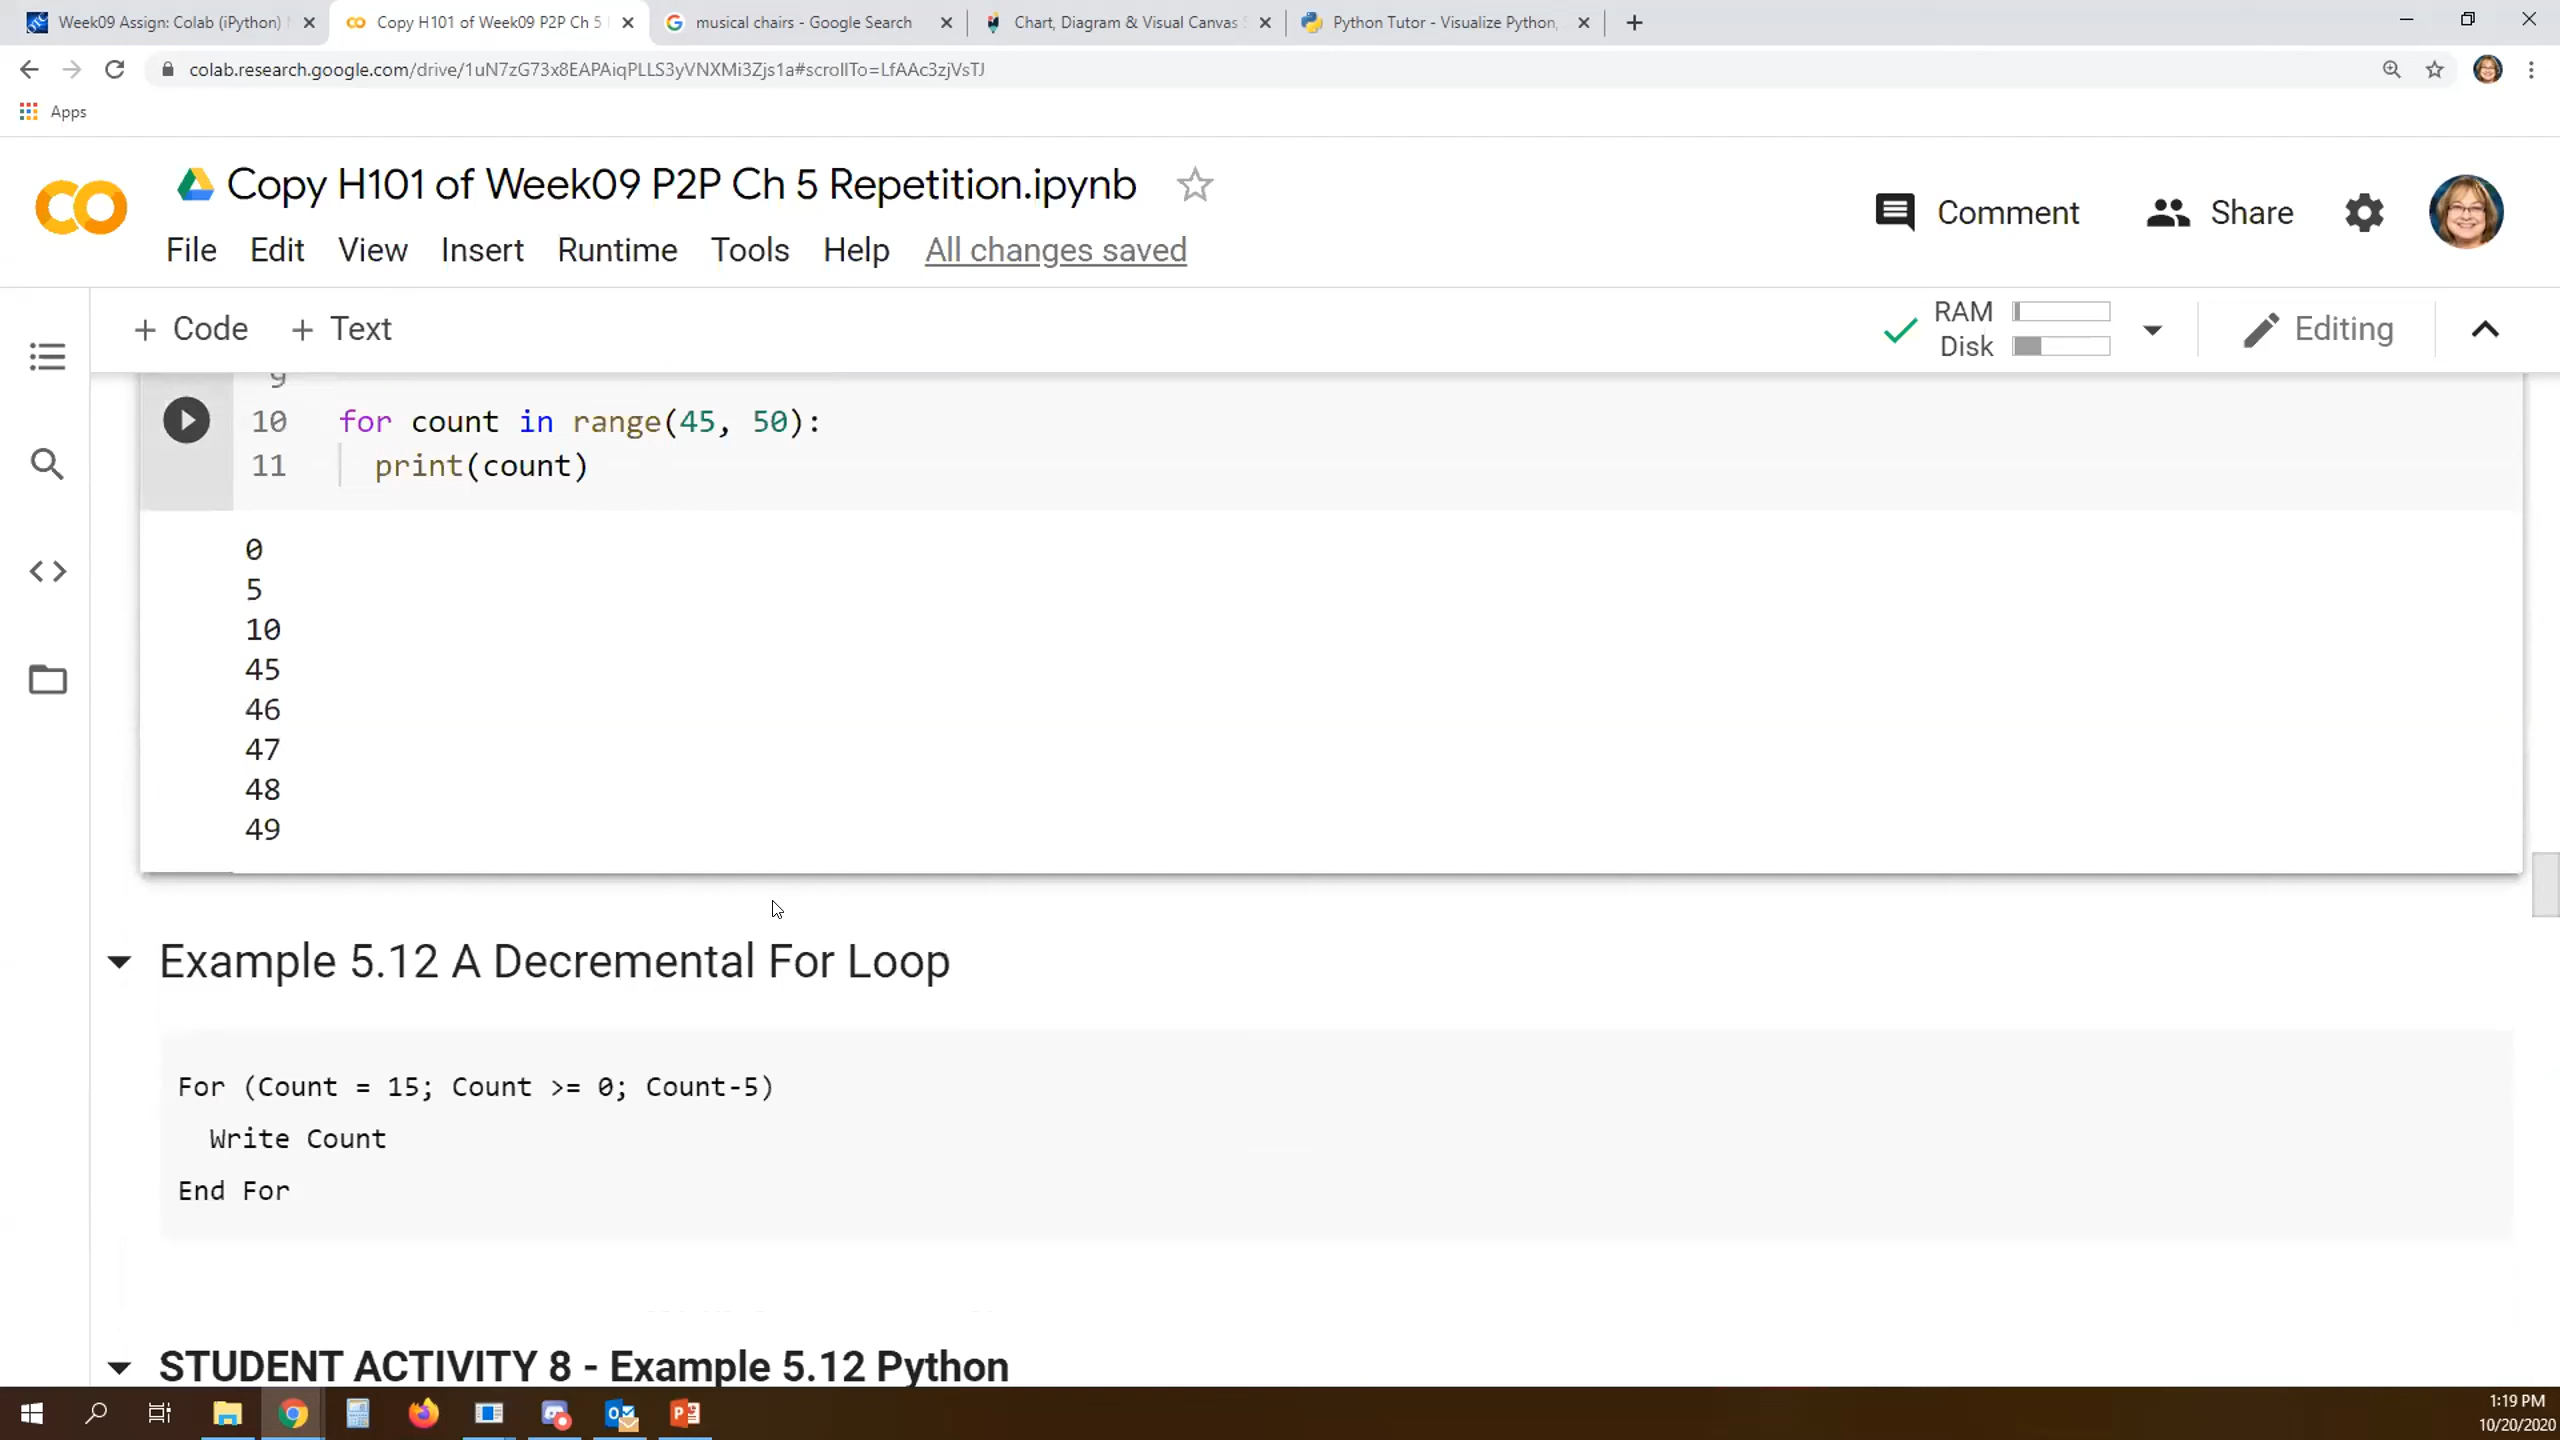 Week09 Assign: Colab (iPython)
Copy H101 of Week09 P2P Ch 5
musical chairs - Google Search
Chart, Diagram & Visual Canvas
Python Tutor - Visualize Python,
colab.research.google.com/drive/1uN7zG73x8EAPAiqPLLS3yVNXMi3Zjs1a#scrollTo=LfAAc3zjVsTJ
Apps
Copy H101 of Week09 P2P Ch 5 Repetition.ipynb
Comment
Share
File Edit View Insert Runtime Tools Help All changes saved
+ Code + Text
RAM
Disk
Editing
9
10 for count in range(45, 50):
11 print(count)
0
5
10
45
46
47
48
49
Example 5.12 A Decremental For Loop
For (Count = 15; Count >= 0; Count-5)
Write Count
End For
STUDENT ACTIVITY 8 - Example 5.12 Python
1:19 PM
10/20/2020